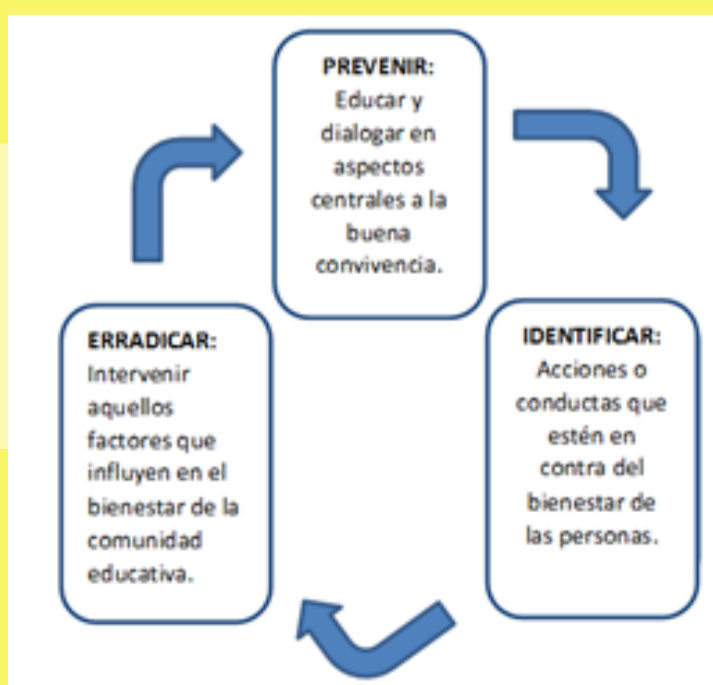 PREVENIR:
Educar y
dialogar en
aspectos
centrales a la
buena
convivencia.
IDENTIFICAR:
Acciones o
conductas que
estén en
contra del
bienestar de
las personas.
ERRADICAR:
Intervenir
aquellos
factores que
influyen en el
bienestar de la
comunidad
educativa.